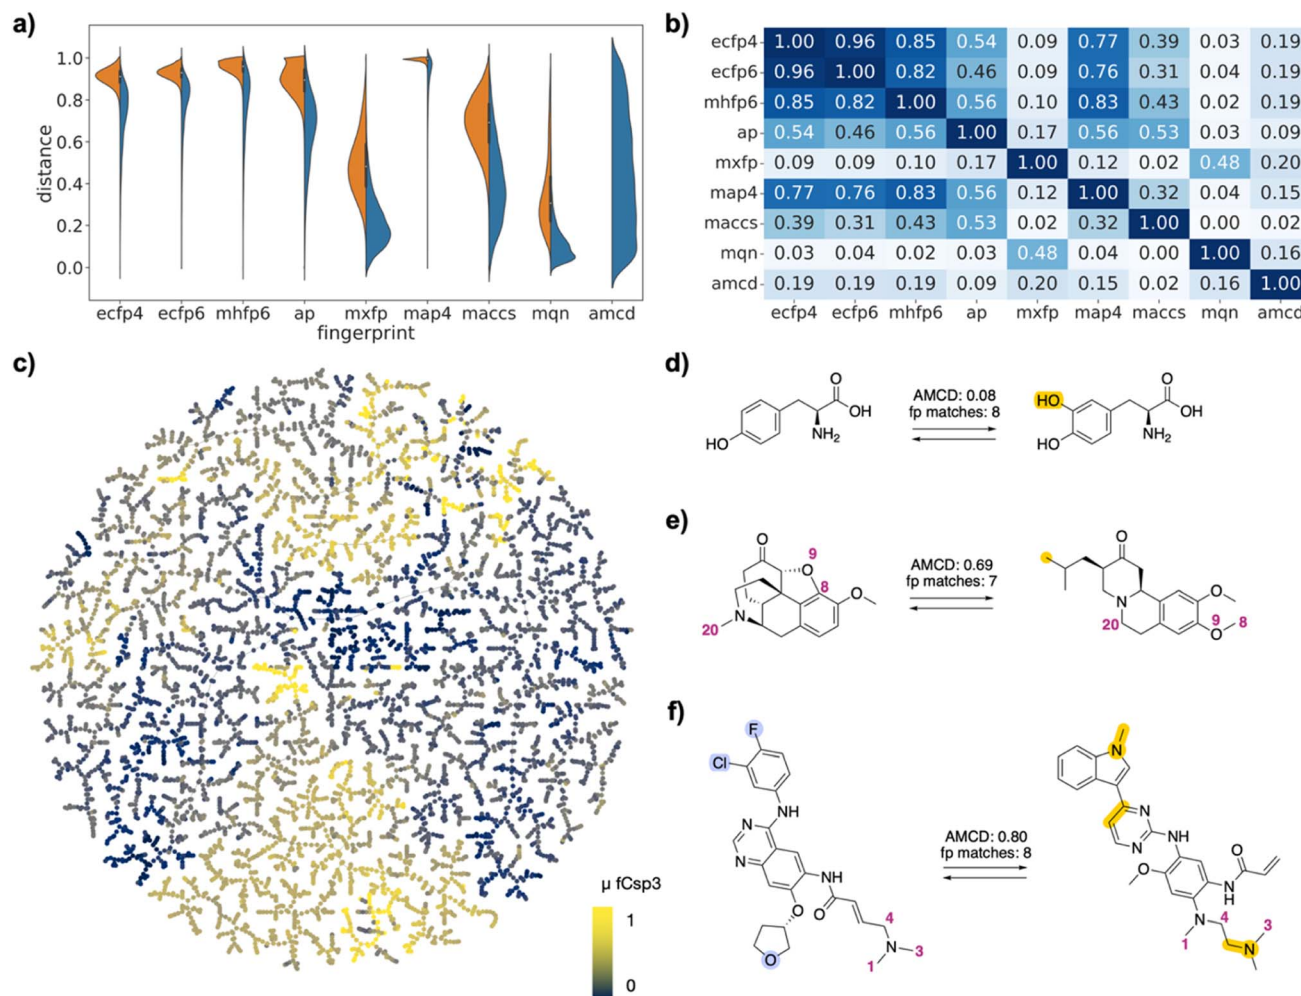 a)
distance
1.0
0.8
0.6
0.4
0.2
0.0
ecfp4 ecfp6 mhfp6 ap mxfp map4 maccs mqn amcd
fingerprint
b)
ecfp4 1.00 0.96 0.85 0.54 0.09 0.77 0.39 0.03 0.19
ecfp6 0.96 1.00 0.82 0.46 0.09 0.76 0.31 0.04 0.19
mhfp6 0.85 0.82 1.00 0.56 0.10 0.83 0.43 0.02 0.19
ap 0.54 0.46 0.56 1.00 0.17 0.56 0.53 0.03 0.09
mxfp 0.09 0.09 0.10 0.17 1.00 0.12 0.02 0.48 0.20
map4 0.77 0.76 0.83 0.56 0.12 1.00 0.32 0.04 0.15
maccs 0.39 0.31 0.43 0.53 0.02 0.32 1.00 0.00 0.02
mqn 0.03 0.04 0.02 0.03 0.48 0.04 0.00 1.00 0.16
amcd 0.19 0.19 0.19 0.09 0.20 0.15 0.02 0.16 1.00
ecfp4 ecfp6 mhfp6 ap mxfp map4 maccs mqn amcd
c)
µ fCsp3
1
0
d)
O
OH
NH2
HO
AMCD: 0.08
fp matches: 8
O
HO
OH
HO
NH2
e)
O
9
O
8
O
N
20
AMCD: 0.69
fp matches: 7
O
N
O
20
9
8
O
f)
F
Cl
NH
N
N
NH
O
O
4
O
N
3
1
AMCD: 0.80
fp matches: 8
N
N
N
NH
O
O
NH
4
N
3
1
N